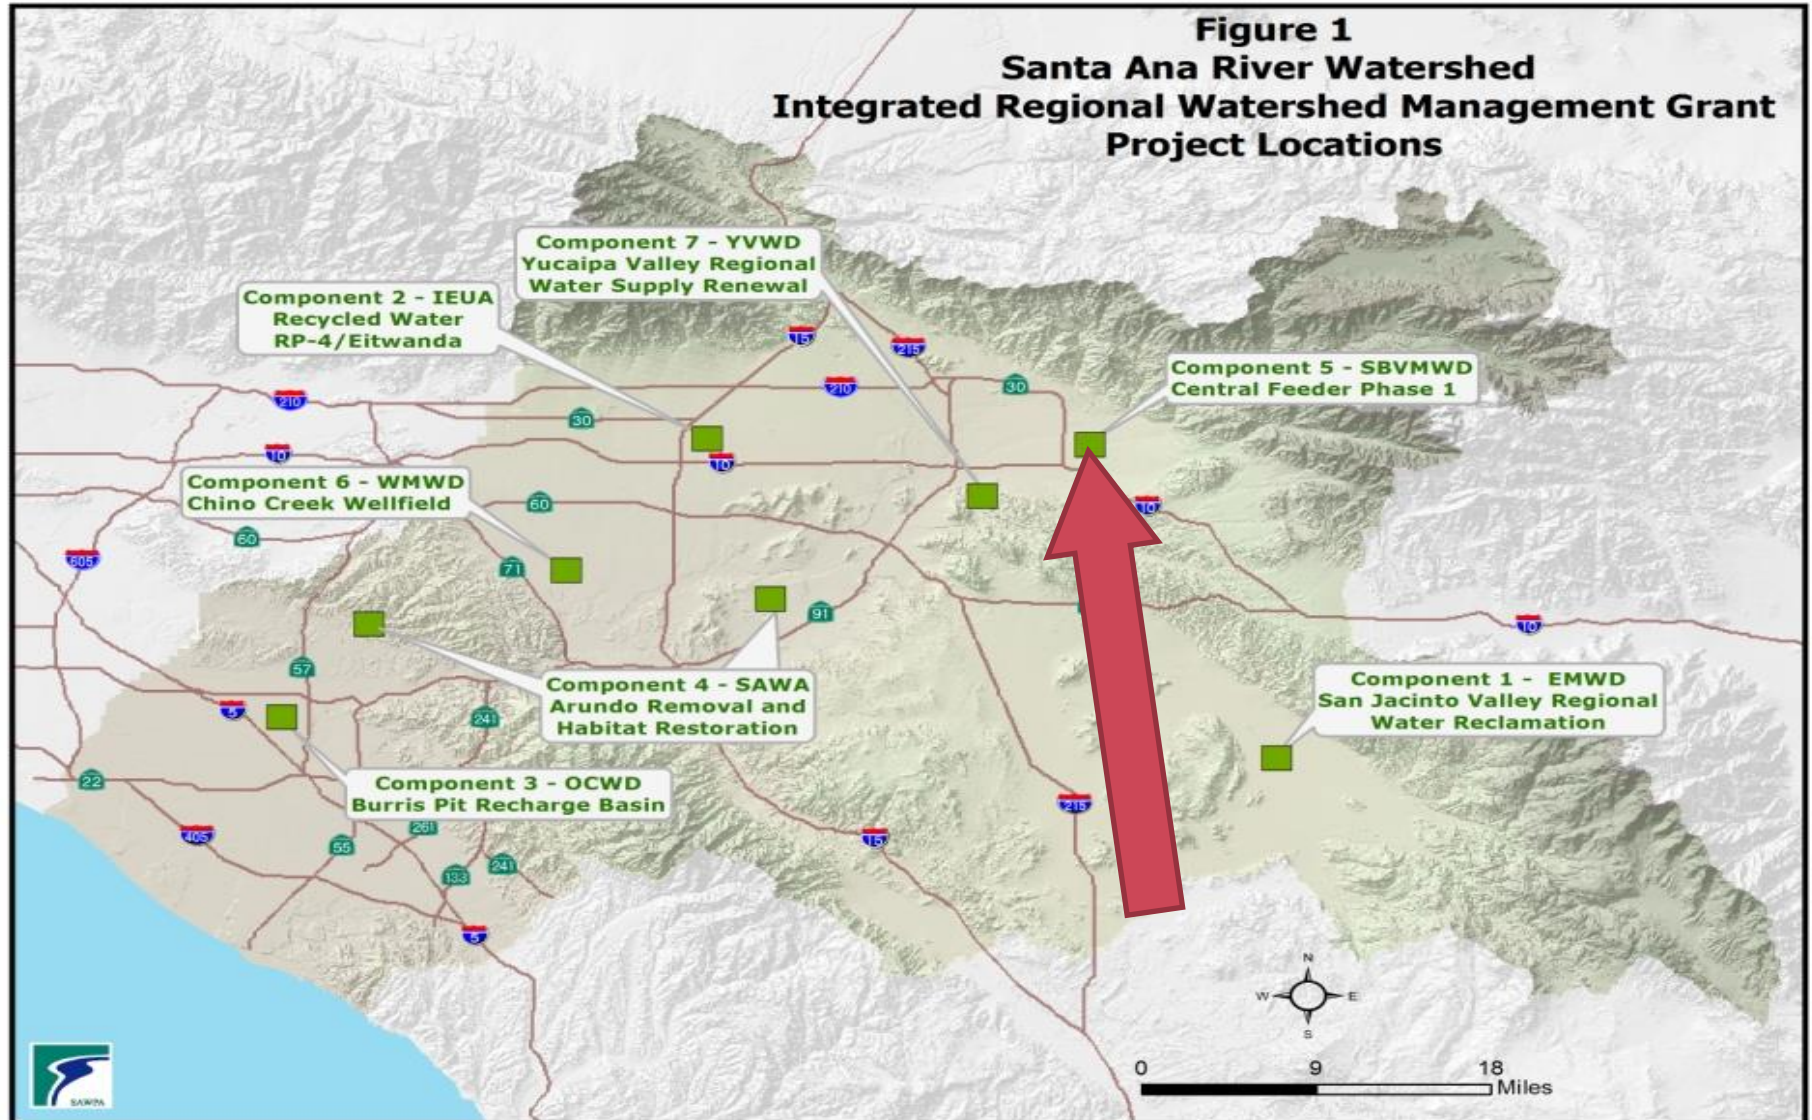 Figure 1
Santa Ana River Watershed
Integrated Regional Watershed Management Grant
Project Locations
Component 7 - YVWD
Yucaipa Valley Regional
Water Supply Renewal
Component 2 - IEUA
Recycled Water
RP-4/Eitwanda
Component 5 - SBVMWD
Central Feeder Phase 1
Component 6 - WMWD
Chino Creek Wellfield
Component 4 - SAWA
Arundo Removal and
Habitat Restoration
Component 1 - EMWD
San Jacinto Valley Regional
Water Reclamation
Component 3 - OCWD
Burris Pit Recharge Basin
15
215
210
210
30
30
10
10
60
10
60
605
71
91
10
57
5
241
22
215
405
261
55
15
133
241
5
N
W
E
S
0
9
18
Miles
SAWPA